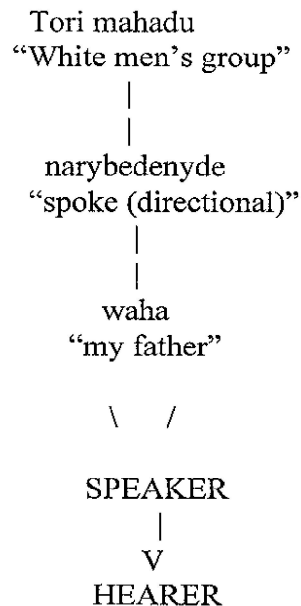 Tori mahadu
“White men’s group”
|
|
narybedenyde
“spoke (directional)”
|
|
waha
“my father”
\ /
SPEAKER
|
V
HEARER